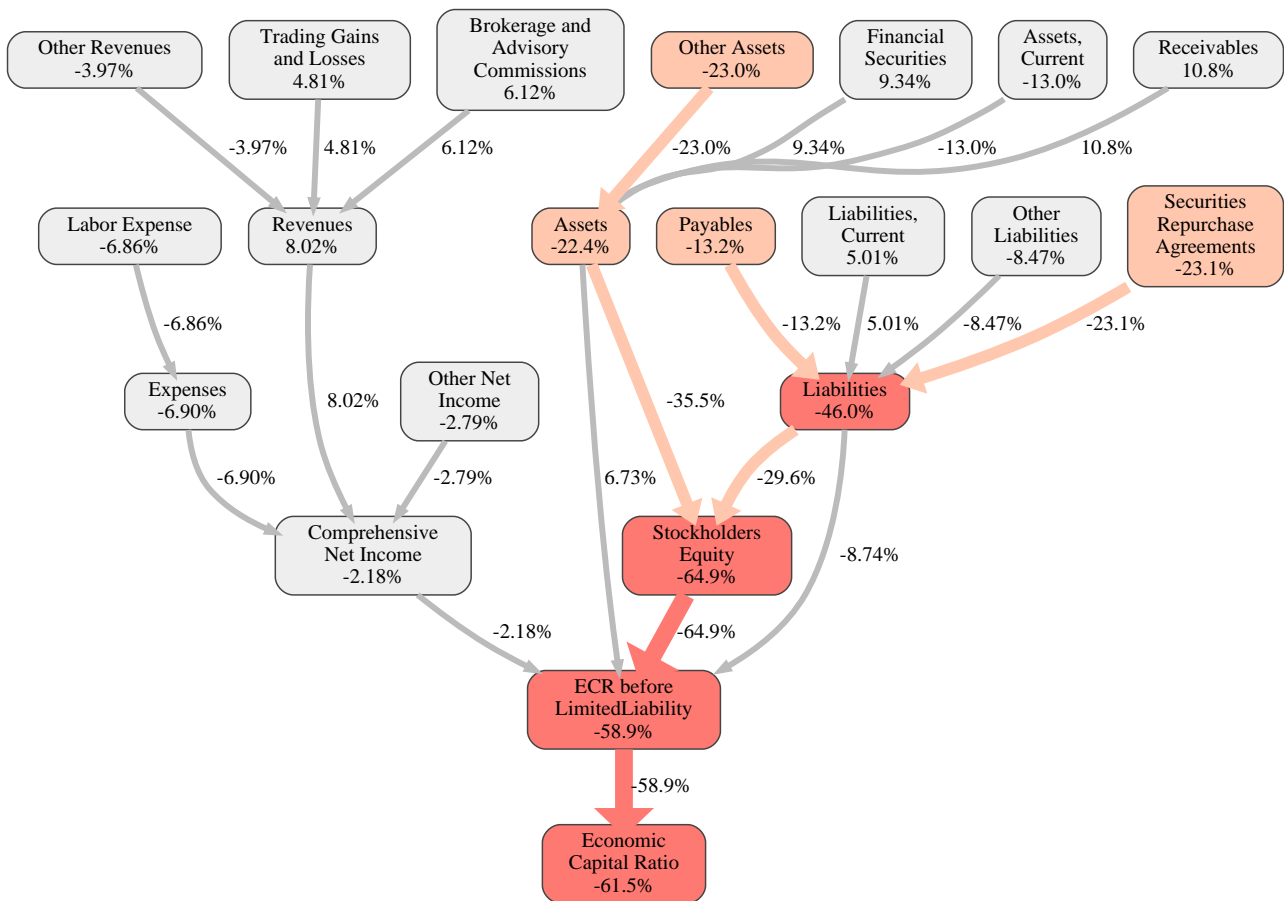 Other Revenues
-3.97%
Trading Gains
and Losses
4.81%
Brokerage and
Advisory
Commissions
6.12%
Other Assets
-23.0%
Financial
Securities
9.34%
Assets,
Current
-13.0%
Receivables
10.8%
-3.97%
4.81%
6.12%
-23.0%
9.34%
-13.0%
10.8%
Labor Expense
-6.86%
Revenues
8.02%
Assets
-22.4%
Payables
-13.2%
Liabilities,
Current
5.01%
Other
Liabilities
-8.47%
Securities
Repurchase
Agreements
-23.1%
-6.86%
-13.2%
5.01%
-8.47%
-23.1%
Expenses
-6.90%
8.02%
Other Net
Income
-2.79%
-35.5%
Liabilities
-46.0%
-6.90%
-2.79%
6.73%
-29.6%
Comprehensive
Net Income
-2.18%
Stockholders
Equity
-64.9%
-8.74%
-2.18%
-64.9%
ECR before
LimitedLiability
-58.9%
-58.9%
Economic
Capital Ratio
-61.5%